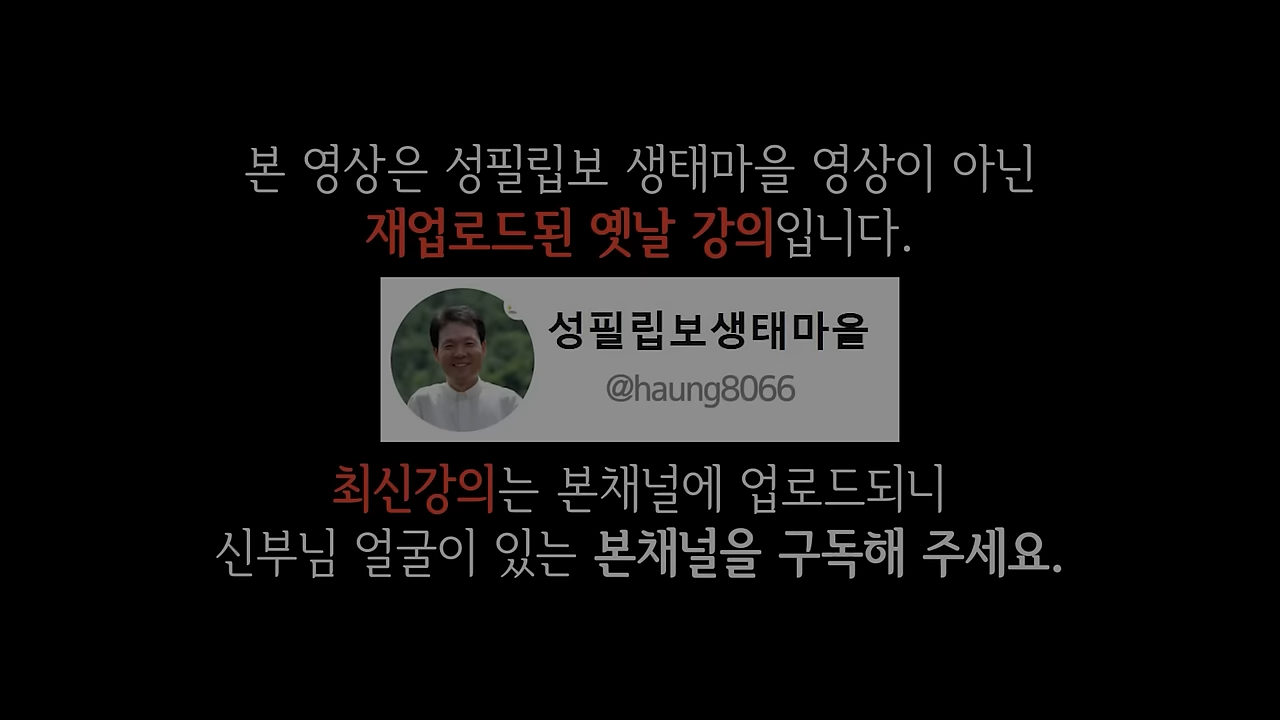 본 영상은 성필립보 생태마을 영상이 아닌
재업로드된 옛날 강의입니다.
성필립보생태마을
@haung8066
최신강의는 본채널에 업로드되니
신부님 얼굴이 있는 본채널을 구독해 주세요.